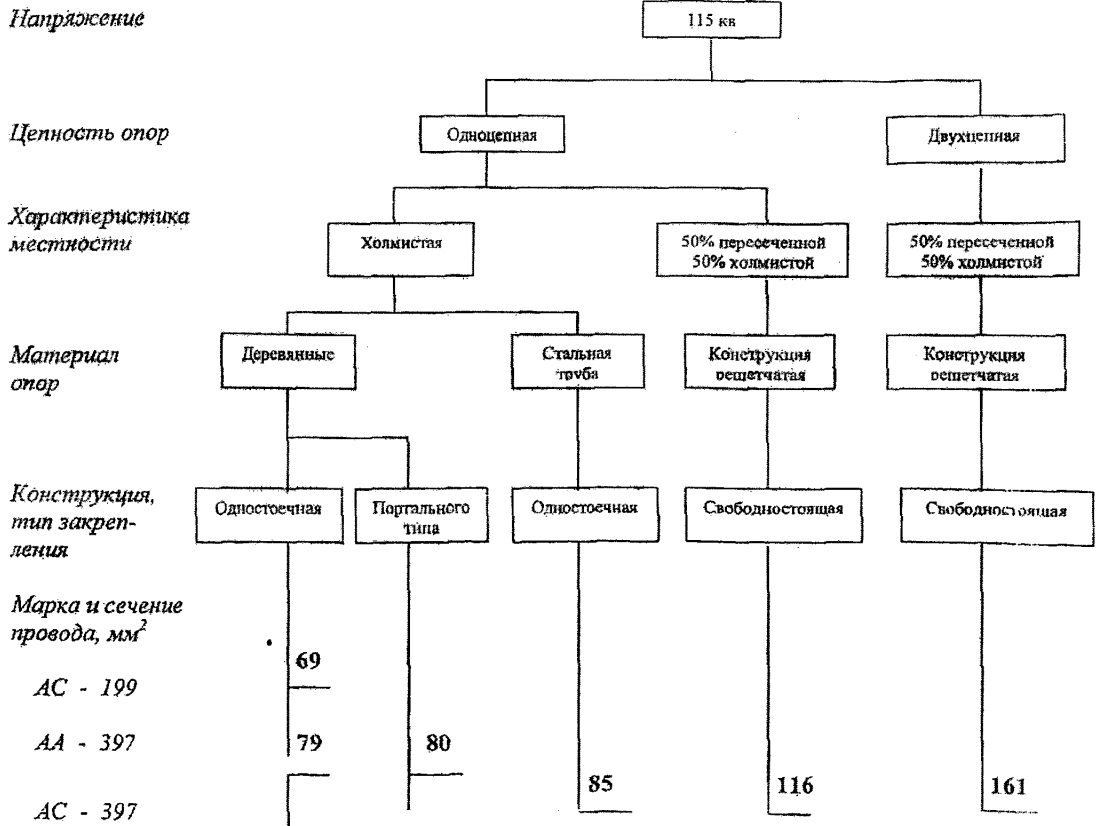 Напряжение
115 кв
Цепность опор
Одноцепная
Двухцепная
Характеристика
местности
Холмистая
50% пересеченной
50% холмистой
50% пересеченной
50% холмистой
Материал
опор
Деревянные
Стальная
труба
Конструкция
решетчатая
Конструкция
решетчатая
Конструкция,
тип закреп-
ления
Одностоечная
Портального
типа
Одностоечная
Свободностоящая
Свободностоящая
Марка и сечение
провода, мм²
69
АС - 199
АА - 397
79
80
85
116
161
АС - 397